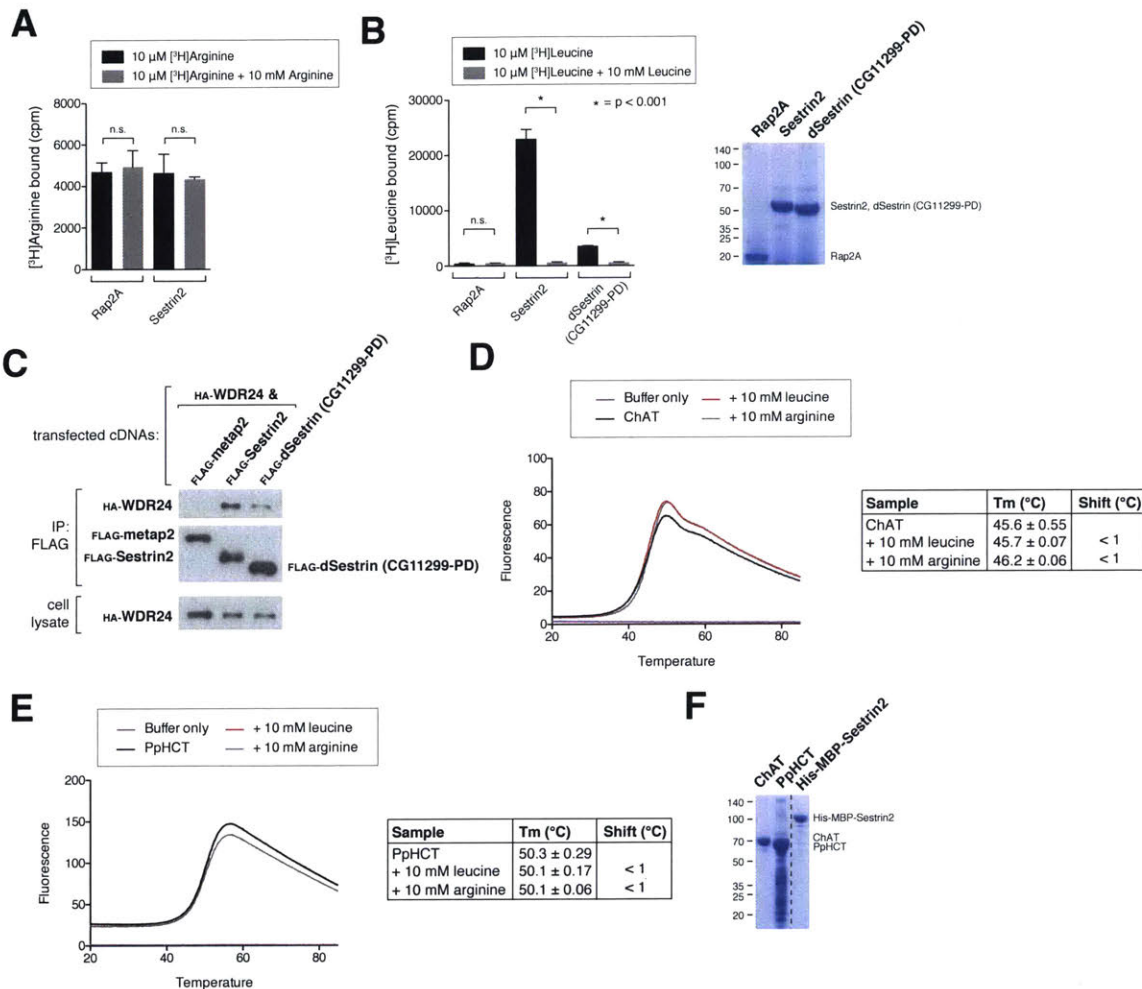 A
10 µM [³H]Arginine
10 µM [³H]Arginine + 10 mM Arginine
[³H]Arginine bound (cpm)
8000
6000
4000
2000
0
n.s.
n.s.
Rap2A
Sestrin2
B
10 µM [³H]Leucine
10 µM [³H]Leucine + 10 mM Leucine
* = p < 0.001
[³H]Leucine bound (cpm)
30000
20000
10000
0
n.s.
*
*
Rap2A
Sestrin2
dSestrin
(CG11299-PD)
Rap2A
Sestrin2
dSestrin (CG11299-PD)
140
100
70
50
35
25
20
Sestrin2, dSestrin (CG11299-PD)
Rap2A
C
HA-WDR24 &
transfected cDNAs:
FLAG-metap2
FLAG-Sestrin2
FLAG-dSestrin (CG11299-PD)
IP:
FLAG
HA-WDR24
FLAG-metap2
FLAG-Sestrin2
FLAG-dSestrin (CG11299-PD)
cell
lysate
HA-WDR24
D
Buffer only
+ 10 mM leucine
ChAT
+ 10 mM arginine
Fluorescence
100
80
60
40
20
0
20 40 60 80
Temperature
Sample Tm (°C) Shift (°C)
ChAT 45.6 ± 0.55
+ 10 mM leucine 45.7 ± 0.07 < 1
+ 10 mM arginine 46.2 ± 0.06 < 1
E
Buffer only
+ 10 mM leucine
PpHCT
+ 10 mM arginine
Fluorescence
200
150
100
50
0
20 40 60 80
Temperature
Sample Tm (°C) Shift (°C)
PpHCT 50.3 ± 0.29
+ 10 mM leucine 50.1 ± 0.17 < 1
+ 10 mM arginine 50.1 ± 0.06 < 1
F
ChAT
PpHCT
His-MBP-Sestrin2
140
100
70
50
35
25
20
His-MBP-Sestrin2
ChAT
PpHCT